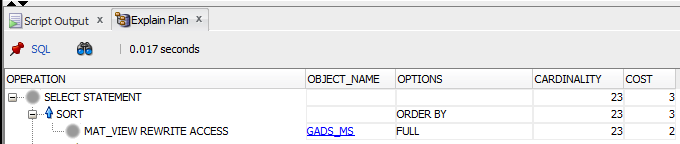 Script Output x Explain Plan x
SQL | 0.017 seconds
OPERATION OBJECT_NAME OPTIONS CARDINALITY COST
SELECT STATEMENT 23 3
SORT ORDER BY 23 3
MAT_VIEW REWRITE ACCESS GADS_MS FULL 23 2